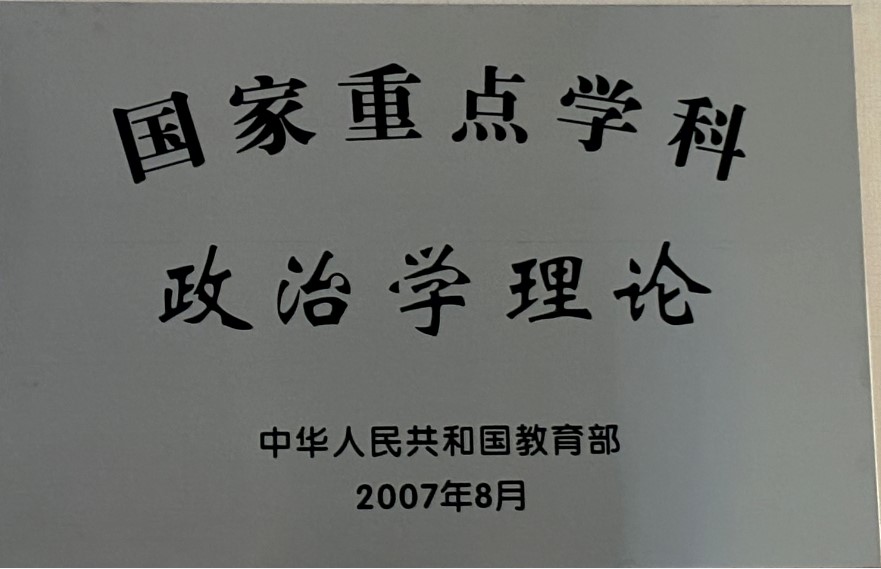 国家重点学科
政治学理论
中华人民共和国教育部
2007年8月